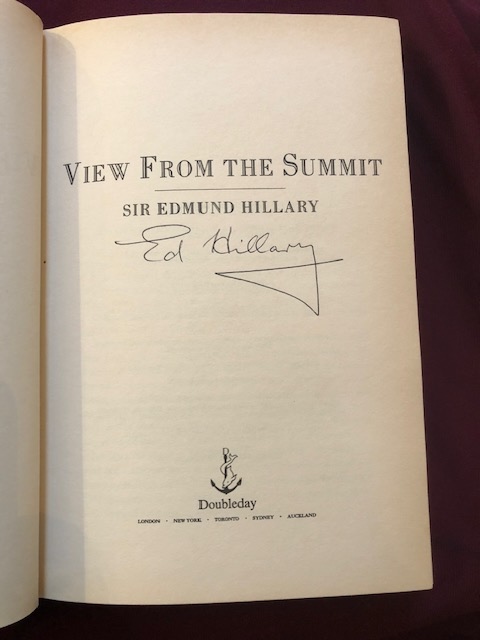 VIEW FROM THE SUMMIT
SIR EDMUND HILLARY
Ed Hillary
Doubleday
LONDON · NEW YORK · TORONTO · SYDNEY · AUCKLAND